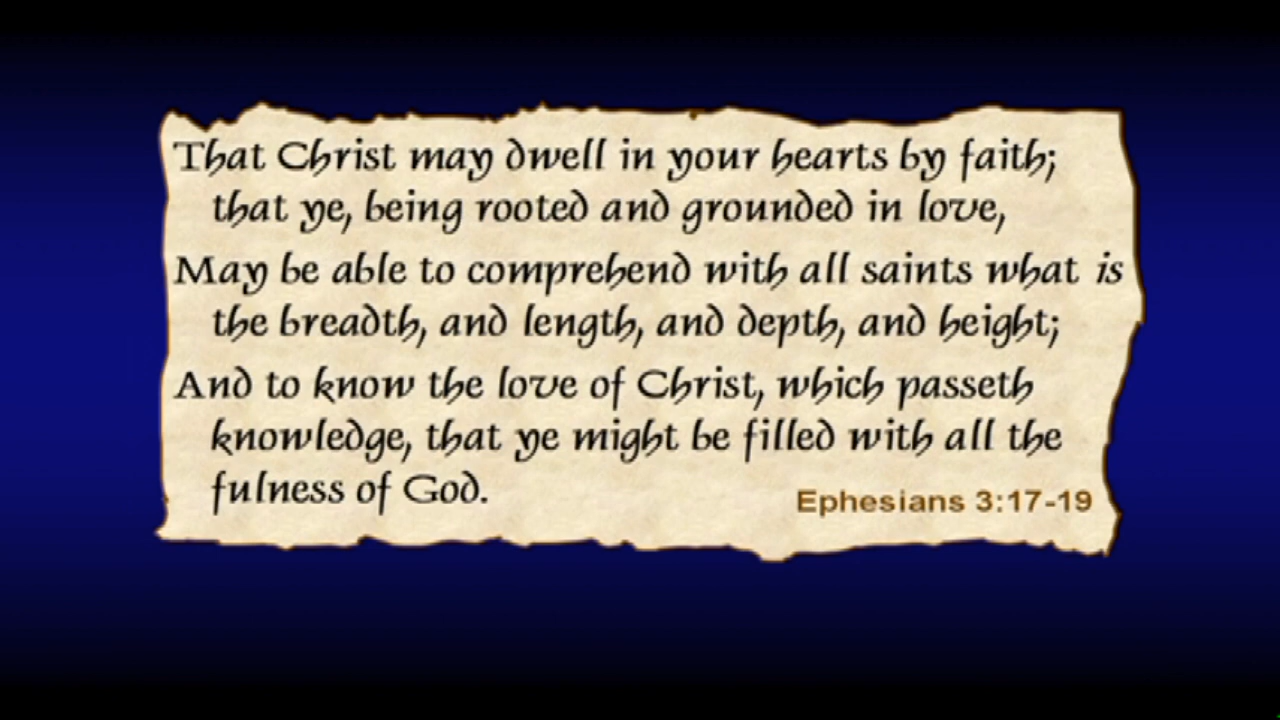 That Christ may dwell in your hearts by faith;
that ye, being rooted and grounded in love,
May be able to comprehend with all saints what is
the breadth, and length, and depth, and height;
And to know the love of Christ, which passeth
knowledge, that ye might be filled with all the
fulness of God.
Ephesians 3:17-19